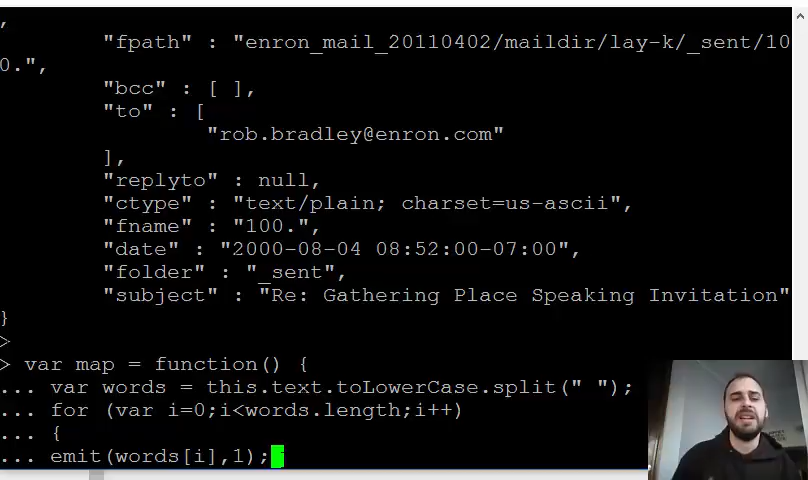 ,
"fpath" : "enron_mail_20110402/maildir/lay-k/_sent/10
0.",
"bcc" : [ ],
"to" : [
"rob.bradley@enron.com"
],
"replyto" : null,
"ctype" : "text/plain; charset=us-ascii",
"fname" : "100.",
"date" : "2000-08-04 08:52:00-07:00",
"folder" : "_sent",
"subject" : "Re: Gathering Place Speaking Invitation"
}
>
> var map = function() {
... var words = this.text.toLowerCase.split(" ");
... for (var i=0;i<words.length;i++)
... {
... emit(words[i],1);